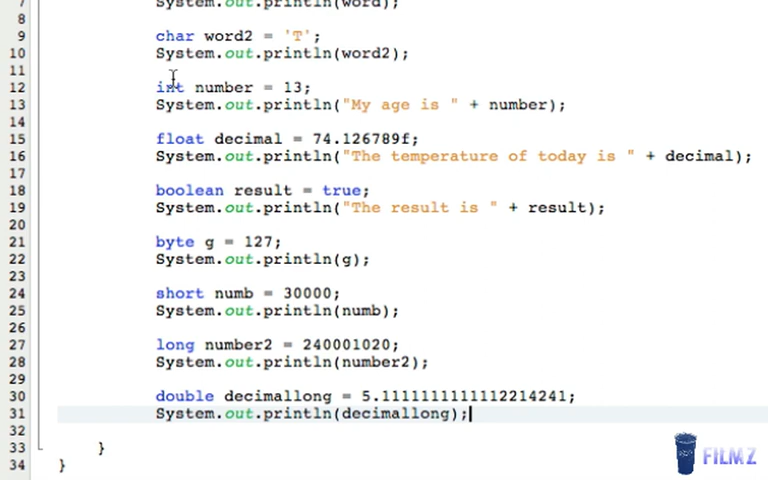 7 System.out.println(word);
8
9 char word2 = 'T';
10 System.out.println(word2);
11
12 int number = 13;
13 System.out.println("My age is " + number);
14
15 float decimal = 74.126789f;
16 System.out.println("The temperature of today is " + decimal);
17
18 boolean result = true;
19 System.out.println("The result is " + result);
20
21 byte g = 127;
22 System.out.println(g);
23
24 short numb = 30000;
25 System.out.println(numb);
26
27 long number2 = 240001020;
28 System.out.println(number2);
29
30 double decimallong = 5.1111111111112214241;
31 System.out.println(decimallong);
32
33 }
34 }
FILMZ